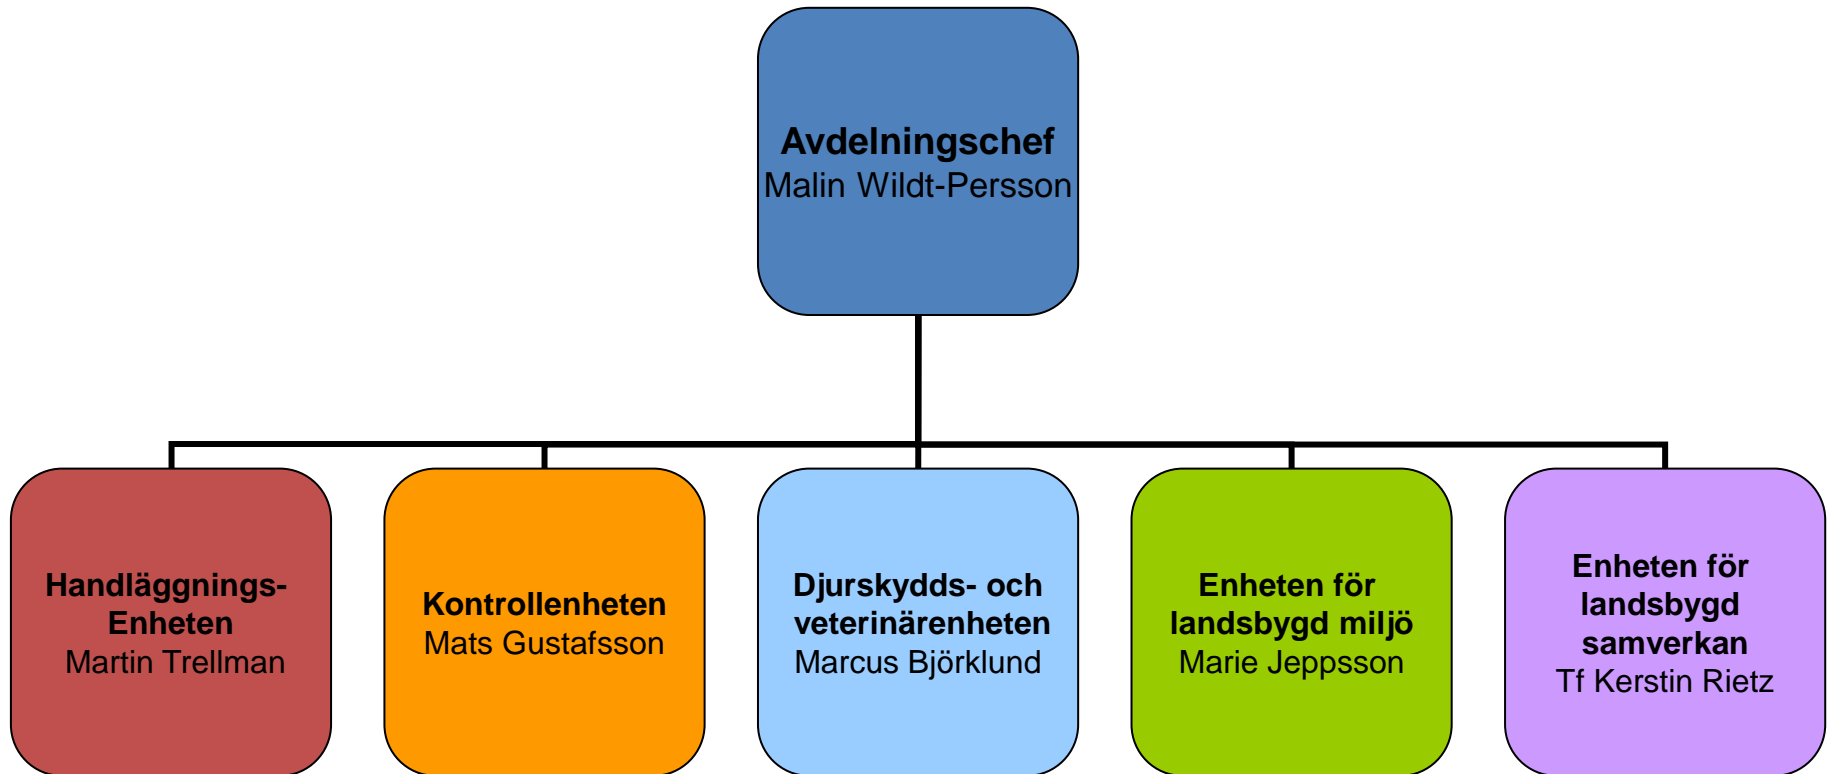 Avdelningschef
Malin Wildt-Persson
Handläggnings-
Enheten
Martin Trellman
Kontrollenheten
Mats Gustafsson
Djurskydds- och
veterinärenheten
Marcus Björklund
Enheten för
landsbygd miljö
Marie Jeppsson
Enheten för
landsbygd
samverkan
Tf Kerstin Rietz